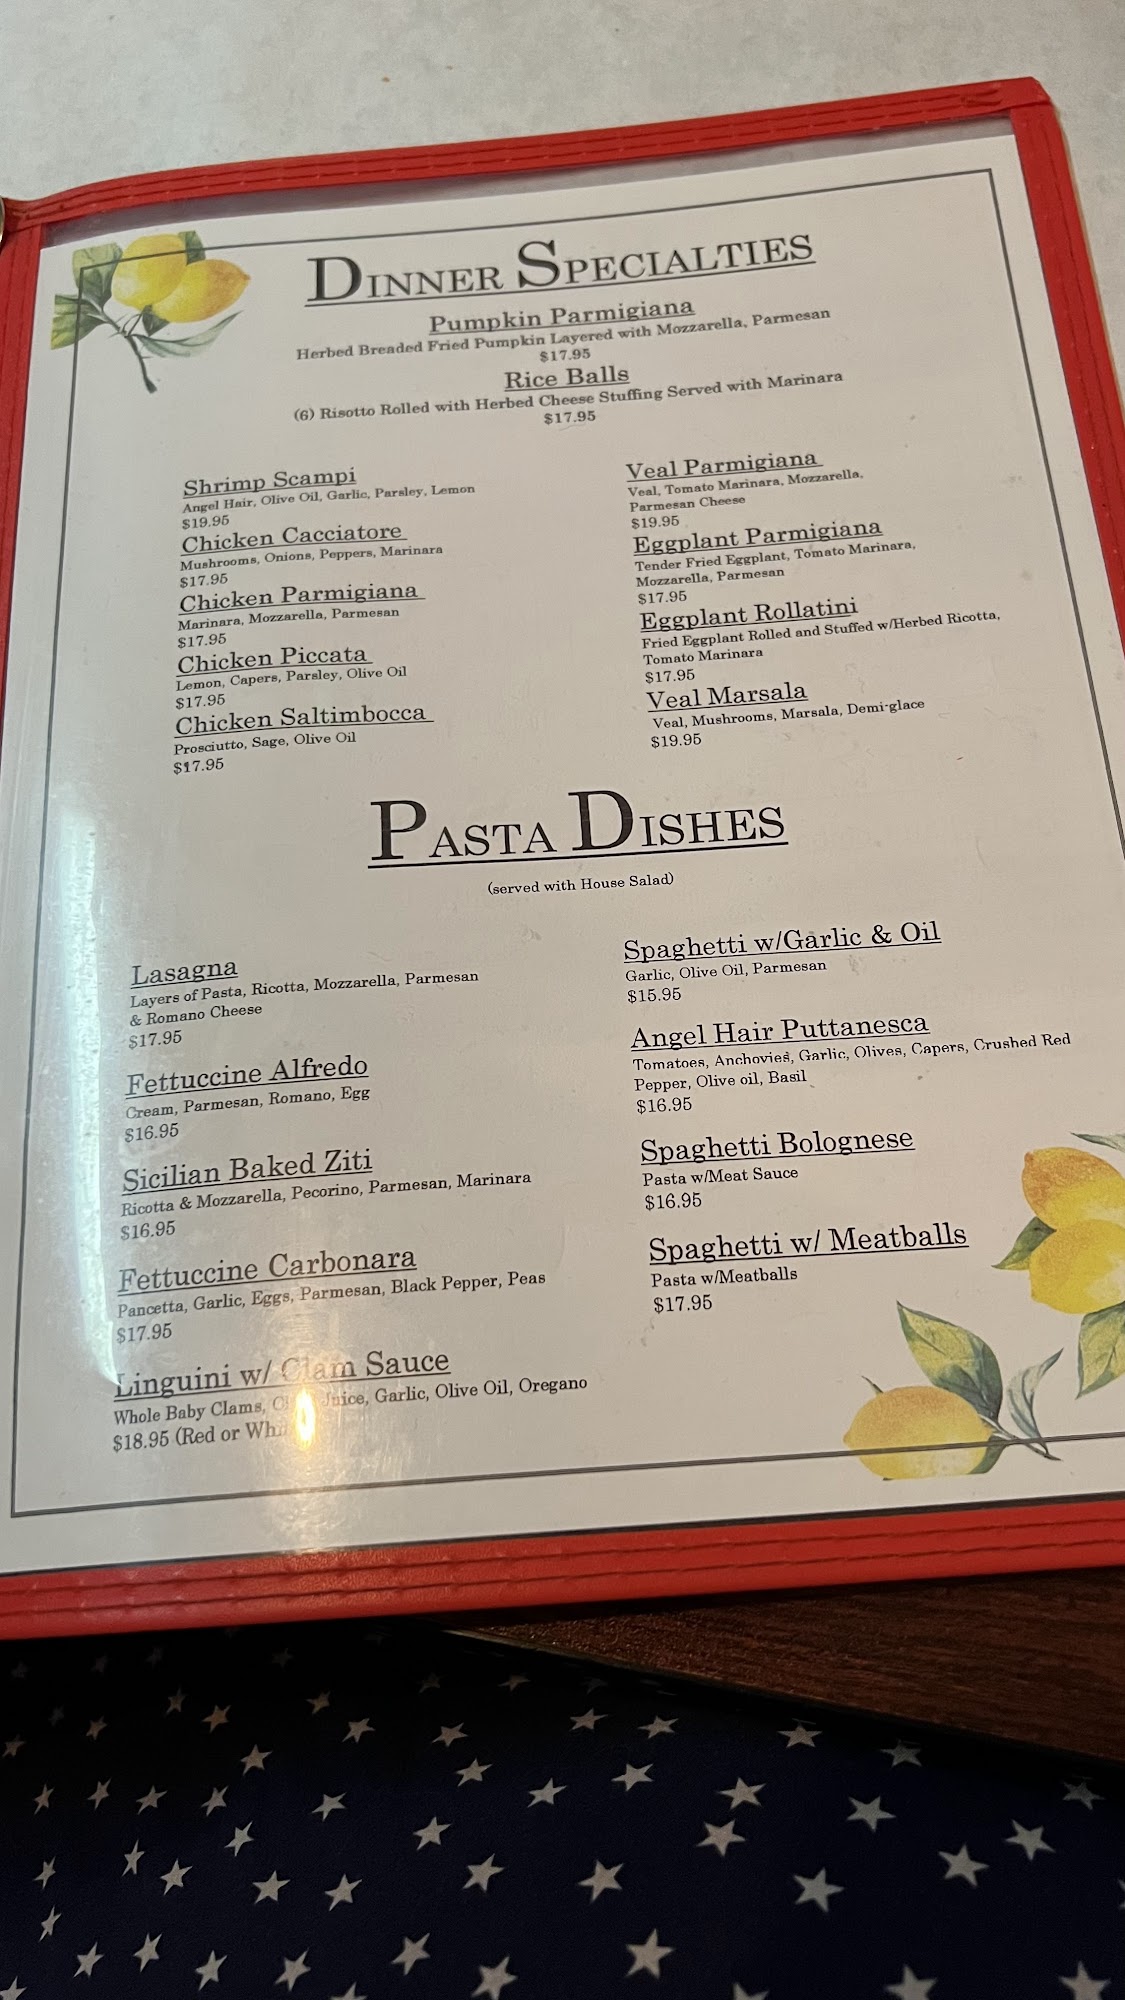 DINNER SPECIALTIES
Pumpkin Parmigiana
Herbed Breaded Fried Pumpkin Layered with Mozzarella, Parmesan
$17.95
Rice Balls
(6) Risotto Rolled with Herbed Cheese Stuffing Served with Marinara
$17.95
Shrimp Scampi
Angel Hair, Olive Oil, Garlic, Parsley, Lemon
$19.95
Chicken Cacciatore
Mushrooms, Onions, Peppers, Marinara
$17.95
Chicken Parmigiana
Marinara, Mozzarella, Parmesan
$17.95
Chicken Piccata
Lemon, Capers, Parsley, Olive Oil
$17.95
Chicken Saltimbocca
Prosciutto, Sage, Olive Oil
$17.95
Veal Parmigiana
Veal, Tomato Marinara, Mozzarella,
Parmesan Cheese
$19.95
Eggplant Parmigiana
Tender Fried Eggplant, Tomato Marinara,
Mozzarella, Parmesan
$17.95
Eggplant Rollatini
Fried Eggplant Rolled and Stuffed w/Herbed Ricotta,
Tomato Marinara
$17.95
Veal Marsala
Veal, Mushrooms, Marsala, Demi-glace
$19.95
PASTA DISHES
(served with House Salad)
Lasagna
Layers of Pasta, Ricotta, Mozzarella, Parmesan
& Romano Cheese
$17.95
Fettuccine Alfredo
Cream, Parmesan, Romano, Egg
$16.95
Sicilian Baked Ziti
Ricotta & Mozzarella, Pecorino, Parmesan, Marinara
$16.95
Fettuccine Carbonara
Pancetta, Garlic, Eggs, Parmesan, Black Pepper, Peas
$17.95
Linguini w/ Clam Sauce
Whole Baby Clams, Juice, Garlic, Olive Oil, Oregano
$18.95 (Red or
Spaghetti w/Garlic & Oil
Garlic, Olive Oil, Parmesan
$15.95
Angel Hair Puttanesca
Tomatoes, Anchovies, Garlic, Olives, Capers, Crushed Red
Pepper, Olive oil, Basil
$16.95
Spaghetti Bolognese
Pasta w/Meat Sauce
$16.95
Spaghetti w/ Meatballs
Pasta w/Meatballs
$17.95